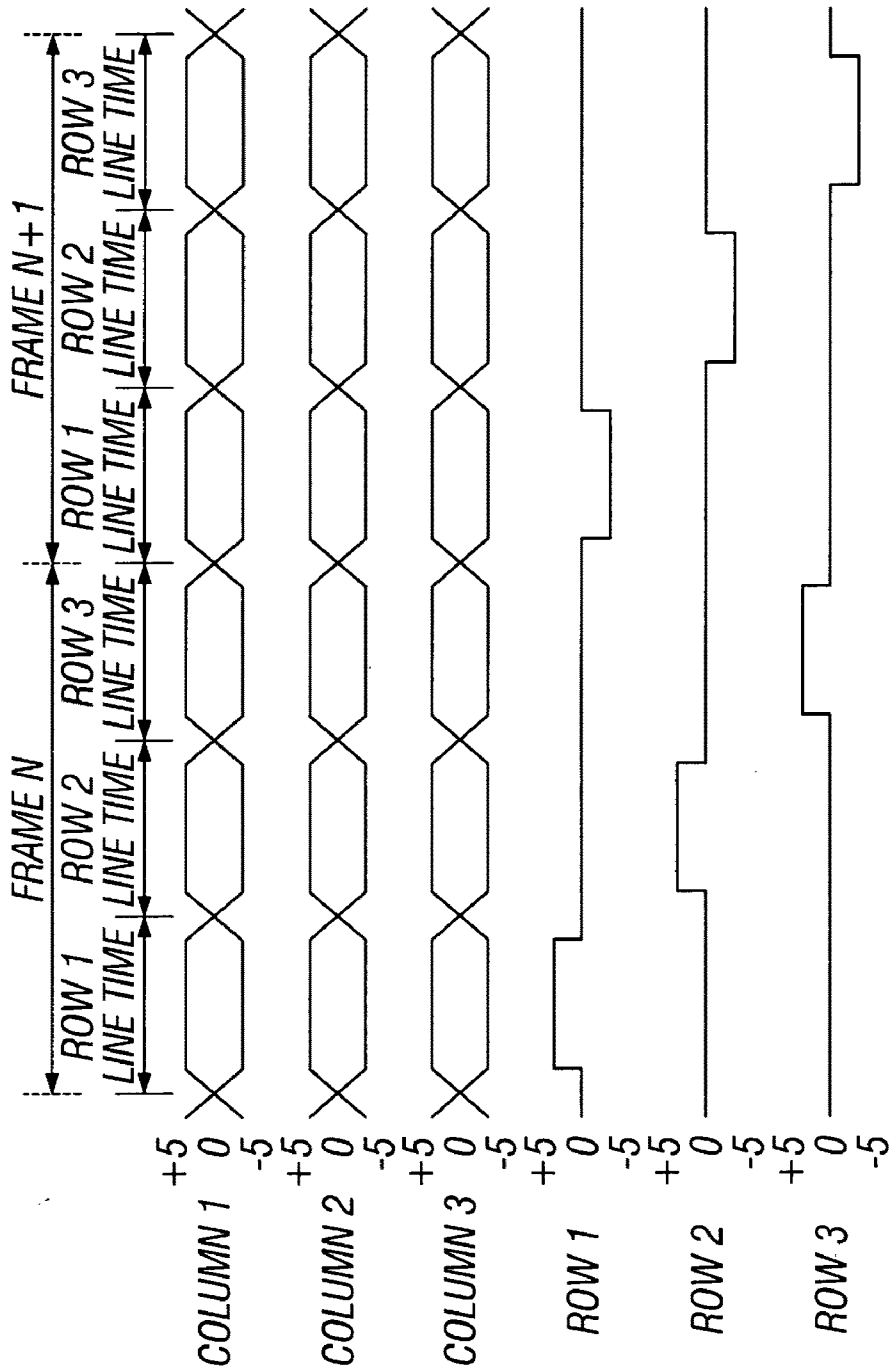 FRAME N
FRAME N+1
ROW 1
LINE TIME
ROW 2
LINE TIME
ROW 3
LINE TIME
ROW 1
LINE TIME
ROW 2
LINE TIME
ROW 3
LINE TIME
COLUMN 1
+5
0
-5
COLUMN 2
+5
0
-5
COLUMN 3
+5
0
-5
ROW 1
+5
0
-5
ROW 2
+5
0
-5
ROW 3
+5
0
-5